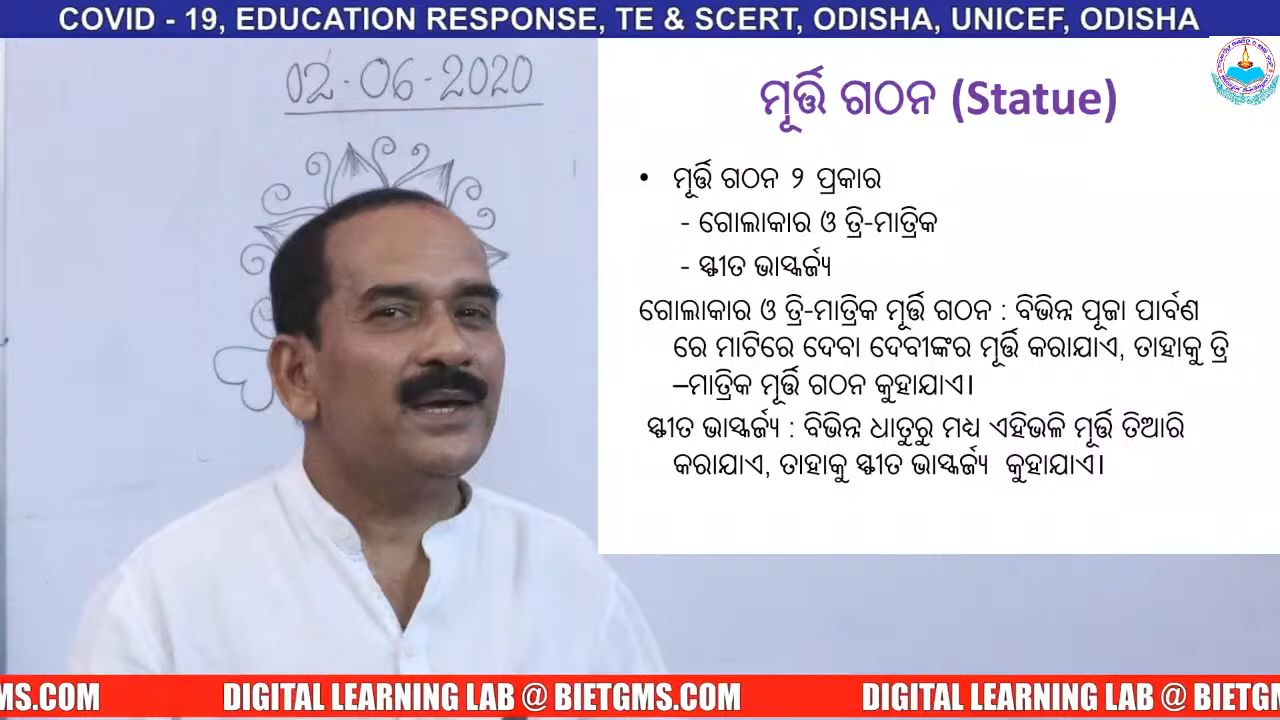 COVID - 19, EDUCATION RESPONSE, TE & SCERT, ODISHA, UNICEF, ODISHA
02-06-2020
ମୂର୍ତ୍ତି ଗଠନ (Statue)
• ମୂର୍ତ୍ତି ଗଠନ ୨ ପ୍ରକାର
- ଗୋଲାକାର ଓ ତ୍ରି-ମାତ୍ରିକ
- ସ୍ଫୀତ ଭାସ୍କର୍ଜ୍ୟ
ଗୋଲାକାର ଓ ତ୍ରି-ମାତ୍ରିକ ମୂର୍ତ୍ତି ଗଠନ : ବିଭିନ୍ନ ପୂଜା ପାର୍ବଣ
ରେ ମାଟିରେ ଦେବା ଦେବୀଙ୍କର ମୂର୍ତ୍ତି କରାଯାଏ, ତାହାକୁ ତ୍ରି
–ମାତ୍ରିକ ମୂର୍ତ୍ତି ଗଠନ କୁହାଯାଏ।
ସ୍ଫୀତ ଭାସ୍କର୍ଜ୍ୟ : ବିଭିନ୍ନ ଧାତୁରୁ ମଧ୍ୟ ଏହିଭଳି ମୂର୍ତ୍ତି ତିଆରି
କରାଯାଏ, ତାହାକୁ ସ୍ଫୀତ ଭାସ୍କର୍ଜ୍ୟ କୁହାଯାଏ।
MS.COM DIGITAL LEARNING LAB @ BIETGMS.COM DIGITAL LEARNING LAB @ BIETGMS